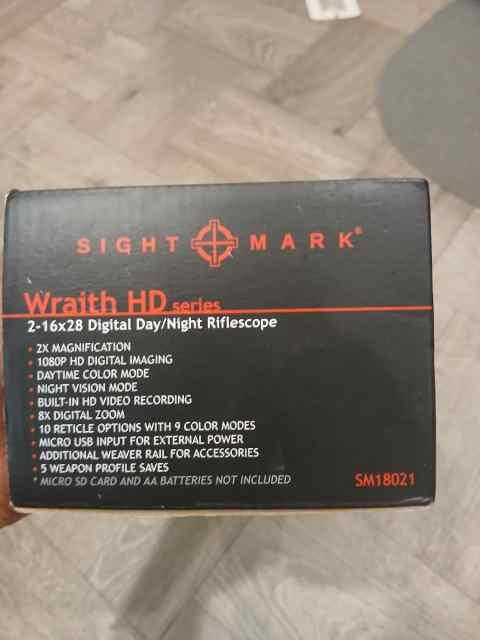 SIGHT MARK®
Wraith HD series
2-16x28 Digital Day/Night Riflescope
• 2X MAGNIFICATION
• 1080P HD DIGITAL IMAGING
• DAYTIME COLOR MODE
• NIGHT VISION MODE
• BUILT-IN HD VIDEO RECORDING
• 8X DIGITAL ZOOM
• 10 RETICLE OPTIONS WITH 9 COLOR MODES
• MICRO USB INPUT FOR EXTERNAL POWER
• ADDITIONAL WEAVER RAIL FOR ACCESSORIES
• 5 WEAPON PROFILE SAVES
* MICRO SD CARD AND AA BATTERIES NOT INCLUDED
SM18021